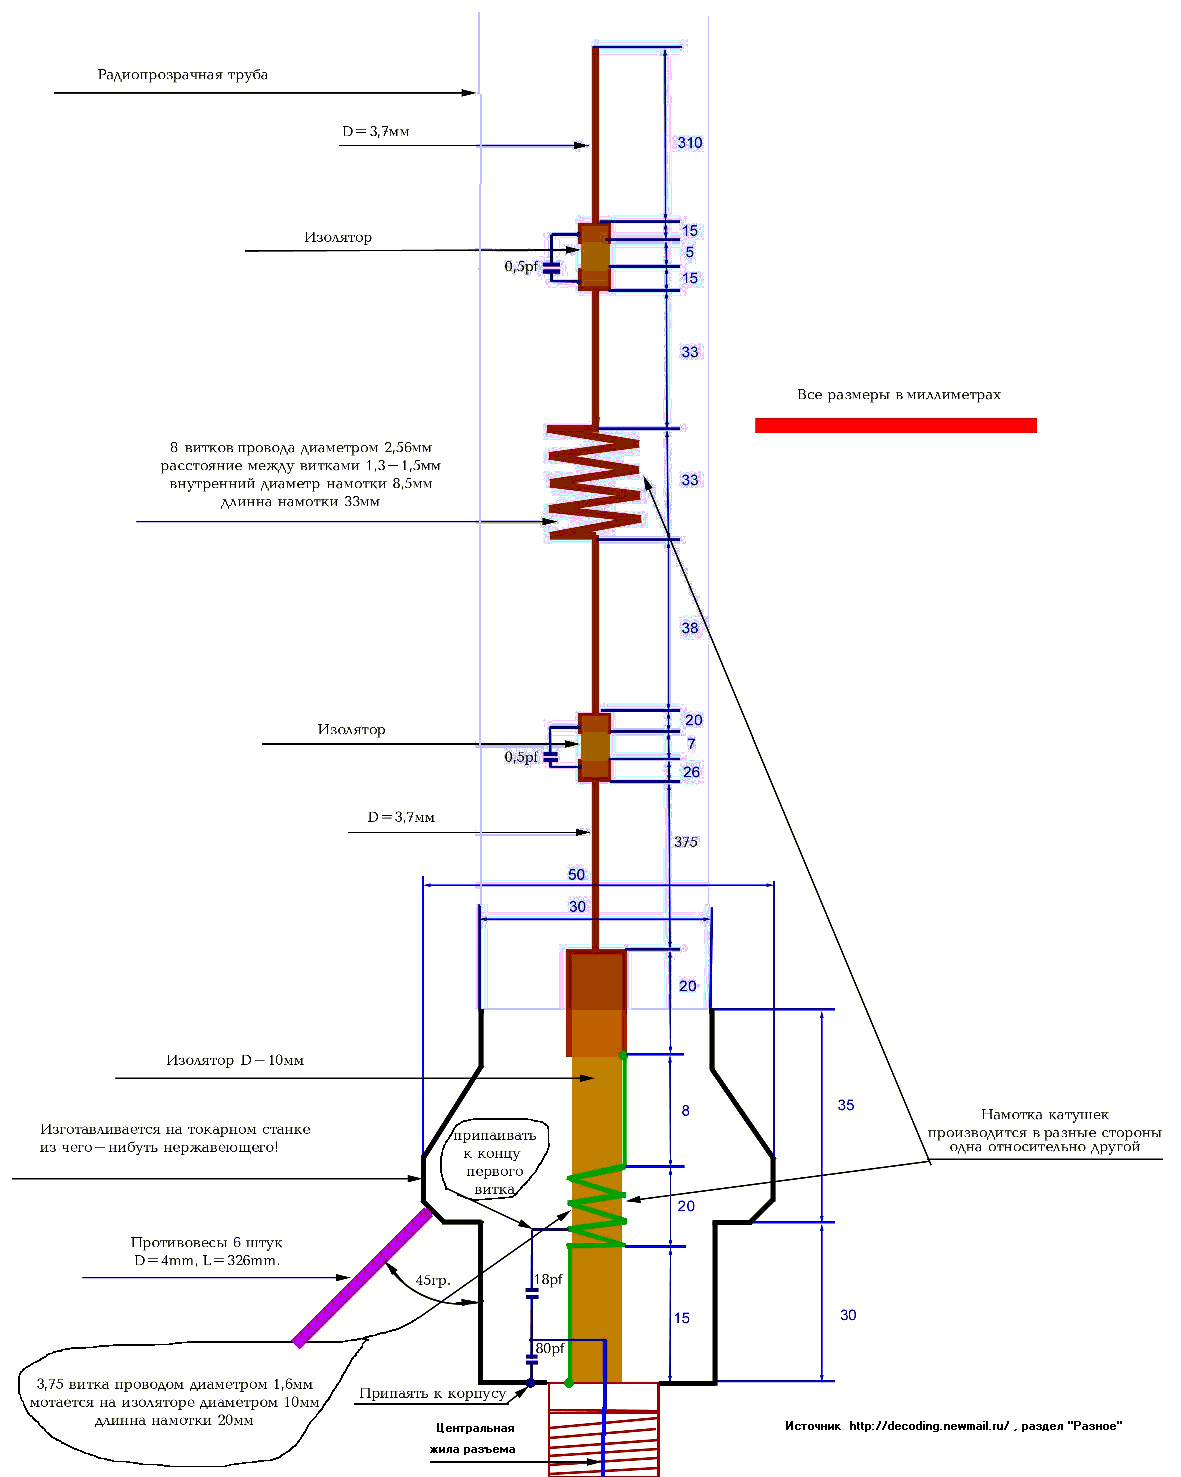 Радиопрозрачная труба
D=3,7мм
310
15
Изолятор
5
0,5pf
15
33
Все размеры в миллиметрах
8 витков провода диаметром 2,56мм
расстояние между витками 1,3-1,5мм
внутренний диаметр намотки 8,5мм
длинна намотки 33мм
33
38
20
Изолятор
7
0,5pf
26
D=3,7мм
375
50
30
20
Изолятор D-10мм
8
35
Изготавливается на токарном станке
из чего-нибуть нержавеющего!
припаивать
к концу
первого
витка
Намотка катушек
производится в разные стороны
одна относительно другой
20
Противовесы 6 штук
D=4mm, L=326mm.
45гр.
18pf
15
30
80pf
3,75 витка проводом диаметром 1,6мм
мотается на изоляторе диаметром 10мм
длинна намотки 20мм
Припаять к корпусу
Центральная
жила разъема
Источник http://decoding.newmail.ru/ , раздел "Разное"